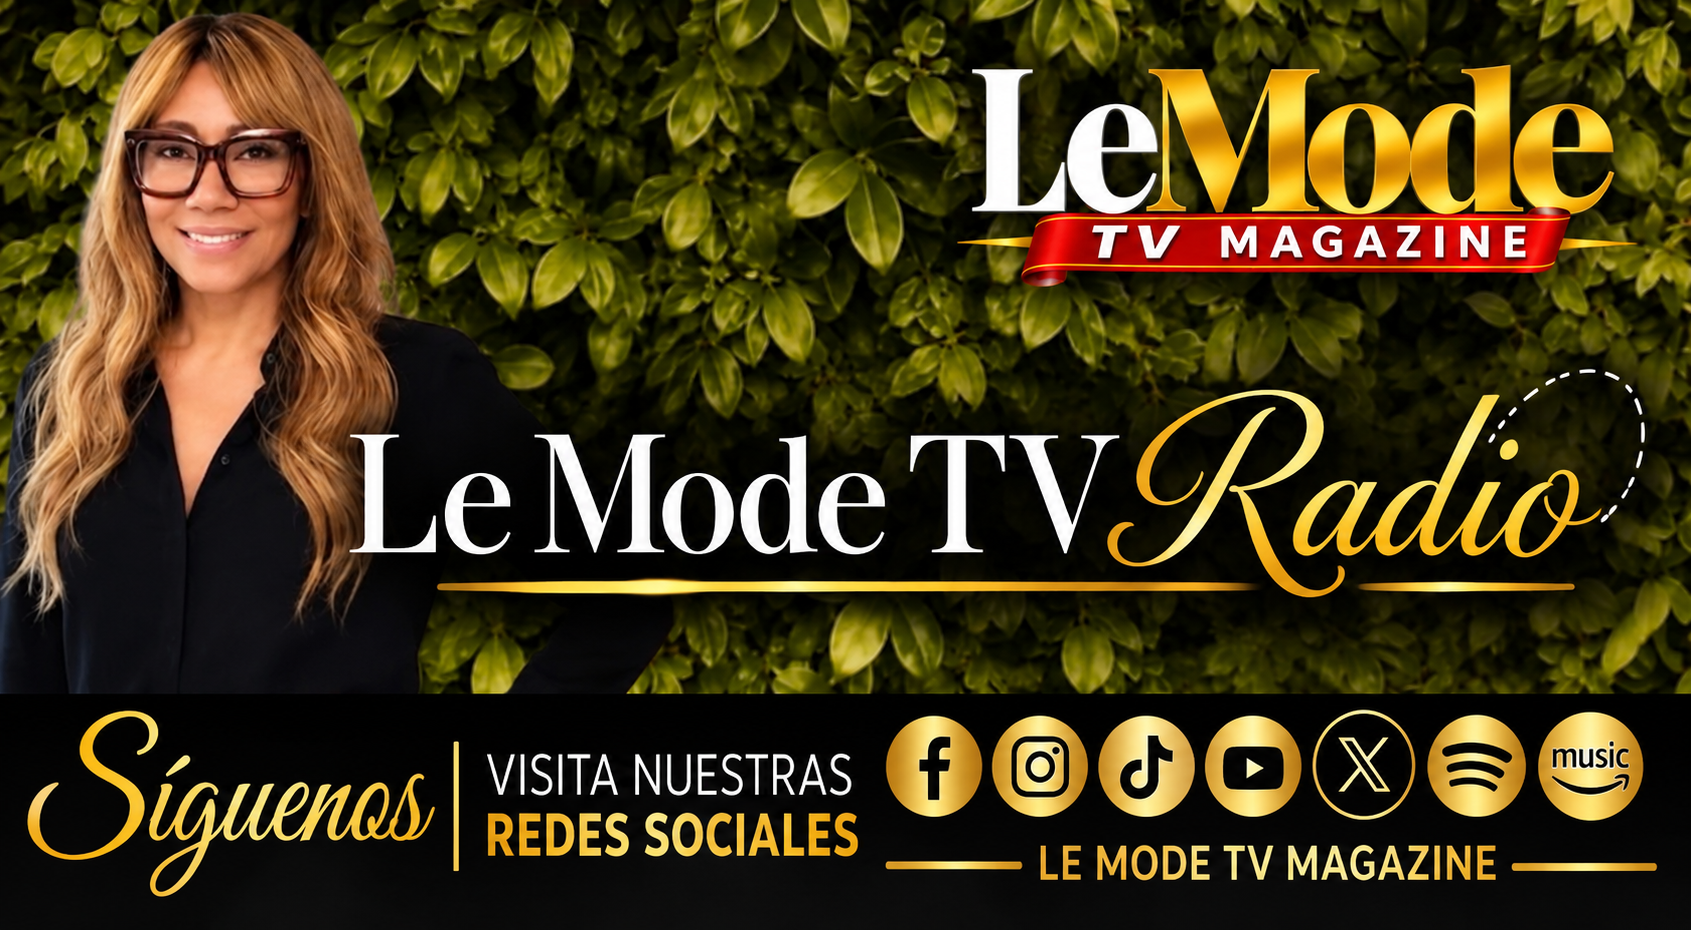 LeMode
TV MAGAZINE
Le Mode TV Radio
Síguenos
VISITA NUESTRAS
REDES SOCIALES
music
LE MODE TV MAGAZINE